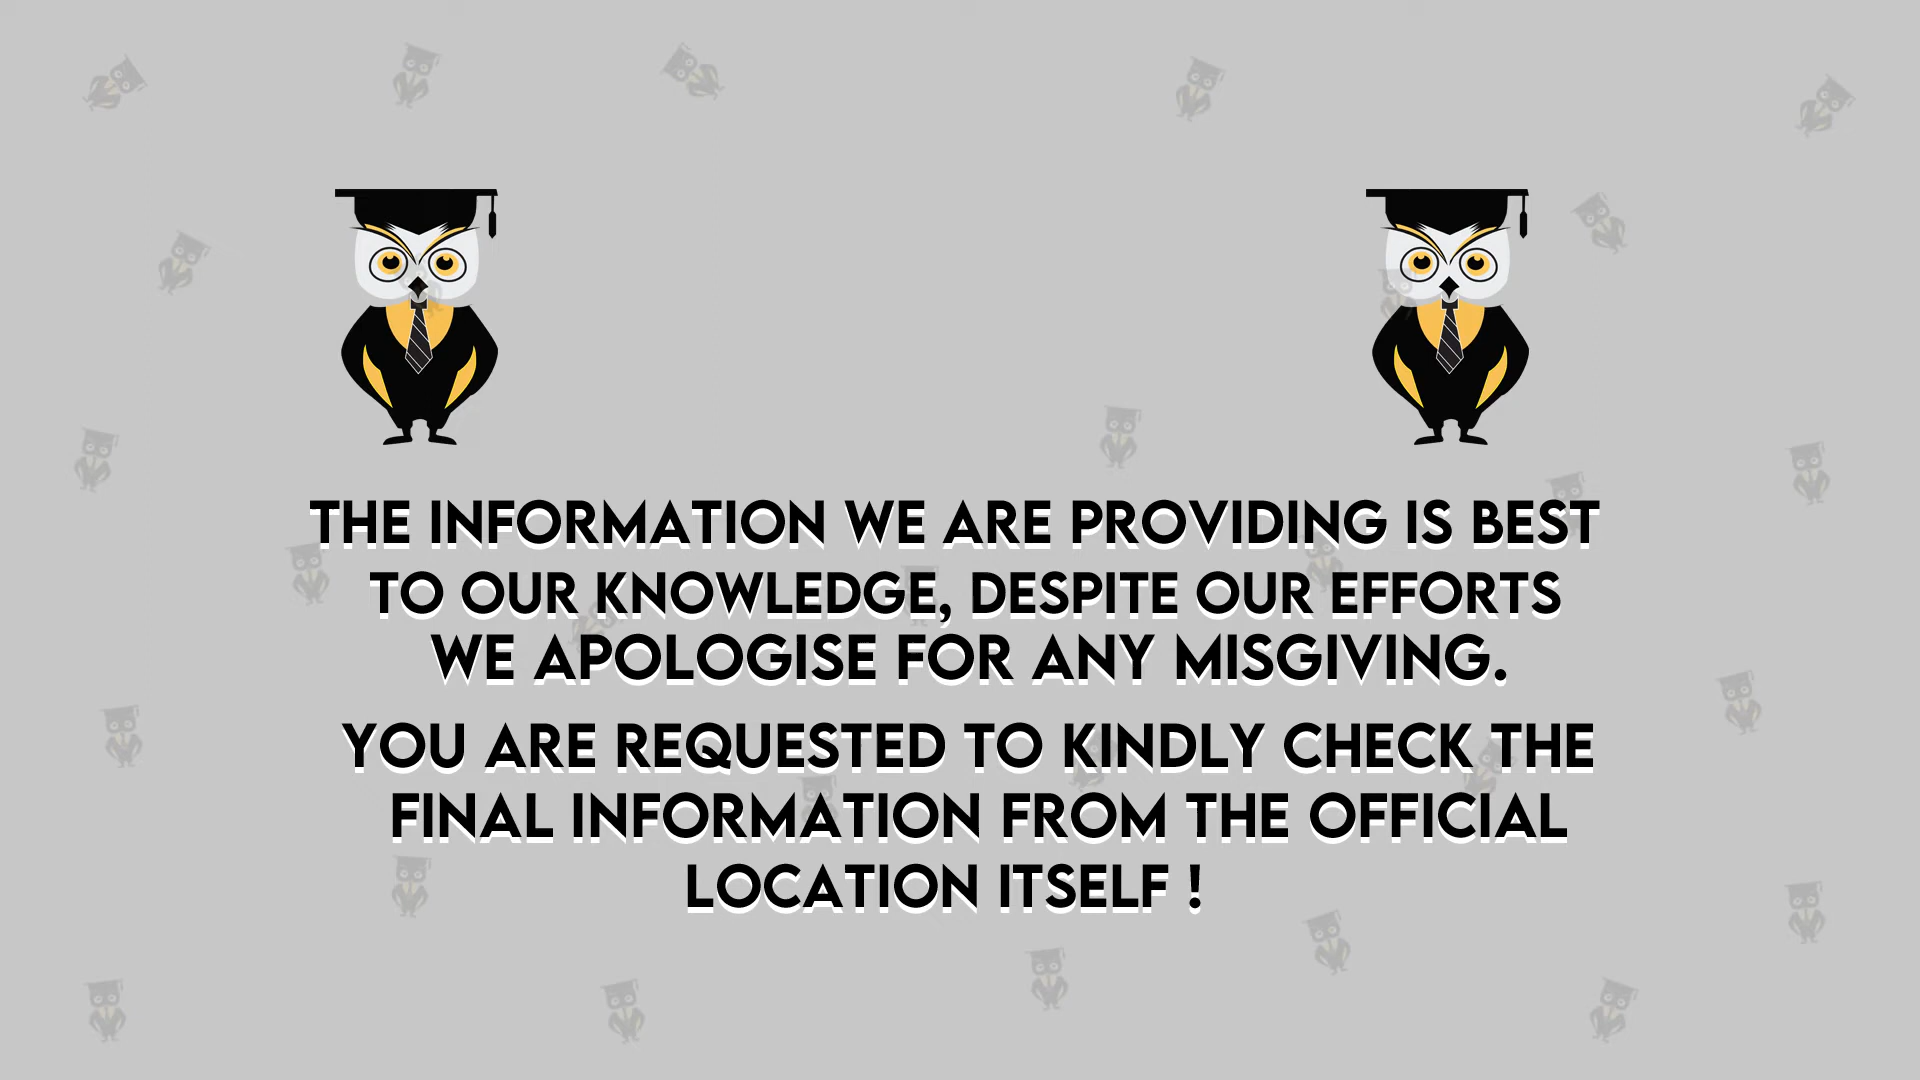 THE INFORMATION WE ARE PROVIDING IS BEST
TO OUR KNOWLEDGE, DESPITE OUR EFFORTS
WE APOLOGISE FOR ANY MISGIVING.
YOU ARE REQUESTED TO KINDLY CHECK THE
FINAL INFORMATION FROM THE OFFICIAL
LOCATION ITSELF !